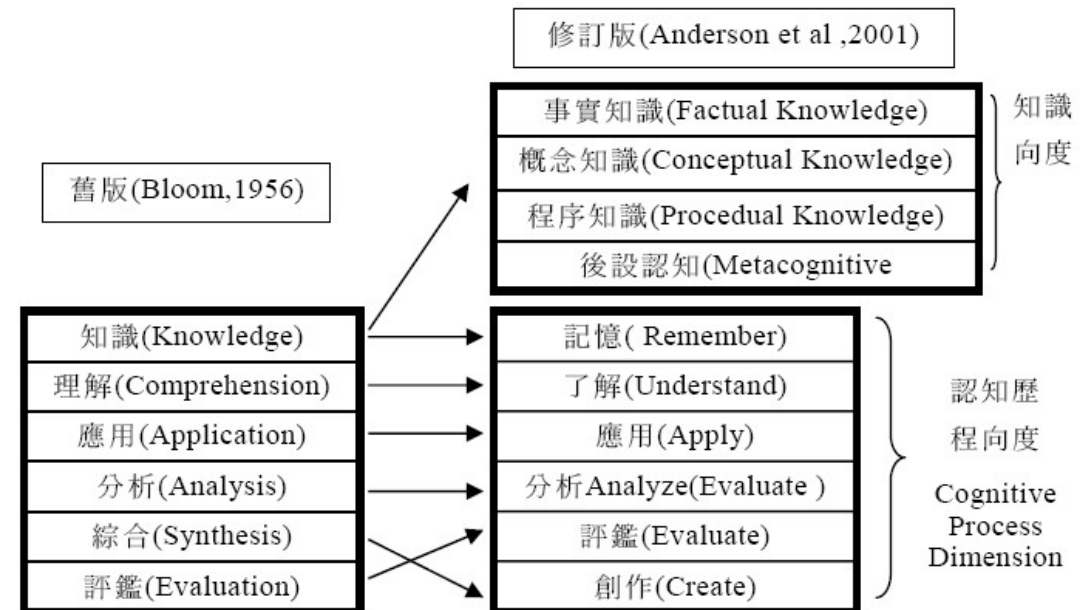 修訂版(Anderson et al ,2001)
事實知識(Factual Knowledge)
概念知識(Conceptual Knowledge)
程序知識(Procedual Knowledge)
後設認知(Metacognitive
知識
向度
舊版(Bloom,1956)
知識(Knowledge)
理解(Comprehension)
應用(Application)
分析(Analysis)
綜合(Synthesis)
評鑑(Evaluation)
記憶( Remember)
了解(Understand)
應用(Apply)
分析Analyze(Evaluate )
評鑑(Evaluate)
創作(Create)
認知歷
程向度
Cognitive
Process
Dimension